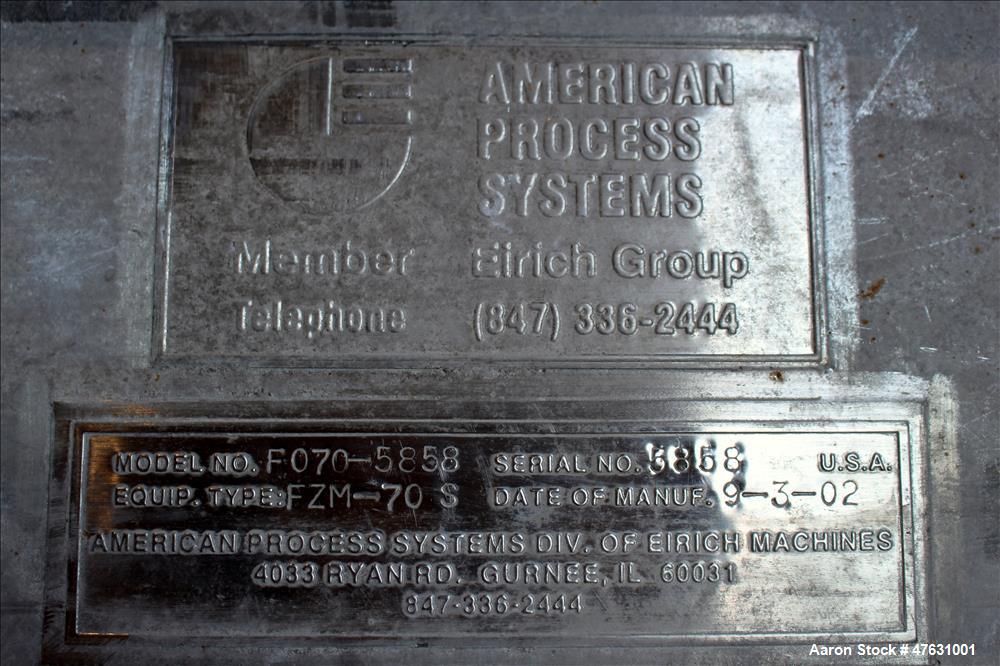 AMERICAN
PROCESS
SYSTEMS
Member Eirich Group
Telephone (847) 336-2444
MODEL NO. F070-5858 SERIAL NO. 5858 U.S.A.
EQUIP. TYPE: FZM-70 S DATE OF MANUF. 9-3-02
AMERICAN PROCESS SYSTEMS DIV. OF EIRICH MACHINES
4033 RYAN RD. GURNEE, IL 60031
847-336-2444
Aaron Stock # 47631001